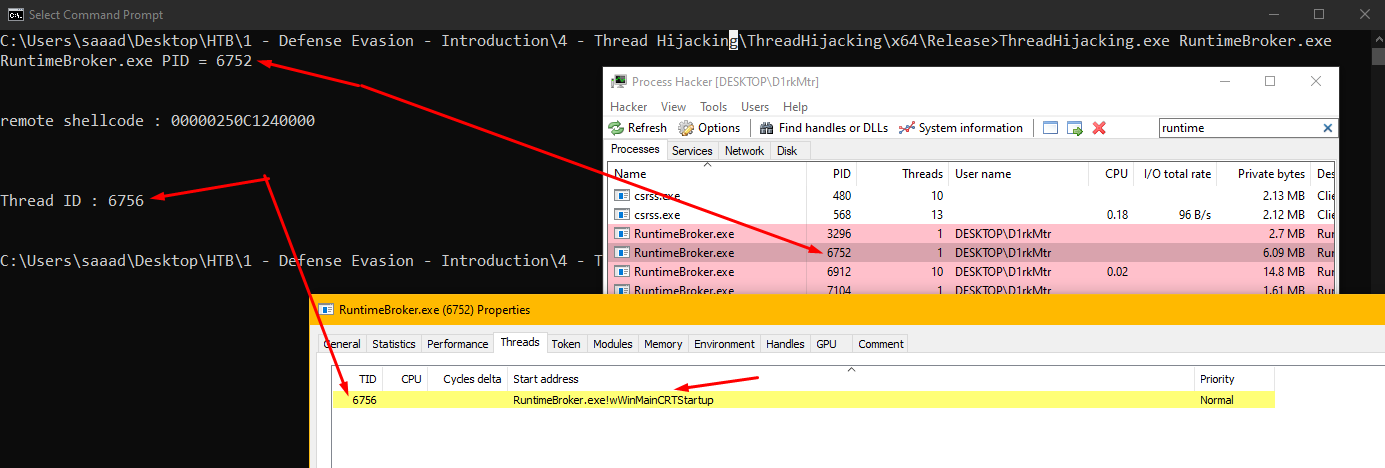 Select Command Prompt
C:\Users\saaad\Desktop\HTB\1 - Defense Evasion - Introduction\4 - Thread Hijacking\ThreadHijacking\x64\Release>ThreadHijacking.exe RuntimeBroker.exe
RuntimeBroker.exe PID = 6752
remote shellcode : 00000250C1240000
Thread ID : 6756
C:\Users\saaad\Desktop\HTB\1 - Defense Evasion - Introduction\4 - T
Process Hacker [DESKTOP\D1rkMtr]
Hacker View Tools Users Help
Refresh Options Find handles or DLLs System information runtime
Processes Services Network Disk
Name PID Threads User name CPU I/O total rate Private bytes Des
csrss.exe 480 10 2.13 MB Clie
csrss.exe 568 13 0.18 96 B/s 2.12 MB Clie
RuntimeBroker.exe 3296 1 DESKTOP\D1rkMtr 2.7 MB Run
RuntimeBroker.exe 6752 1 DESKTOP\D1rkMtr 6.09 MB Run
RuntimeBroker.exe 6912 10 DESKTOP\D1rkMtr 0.02 14.8 MB Run
RuntimeBroker.exe 7104 1 DESKTOP\D1rkMtr 1.61 MB Run
RuntimeBroker.exe (6752) Properties
General Statistics Performance Threads Token Modules Memory Environment Handles GPU Comment
TID CPU Cycles delta Start address Priority
6756 RuntimeBroker.exe!wWinMainCRTStartup Normal